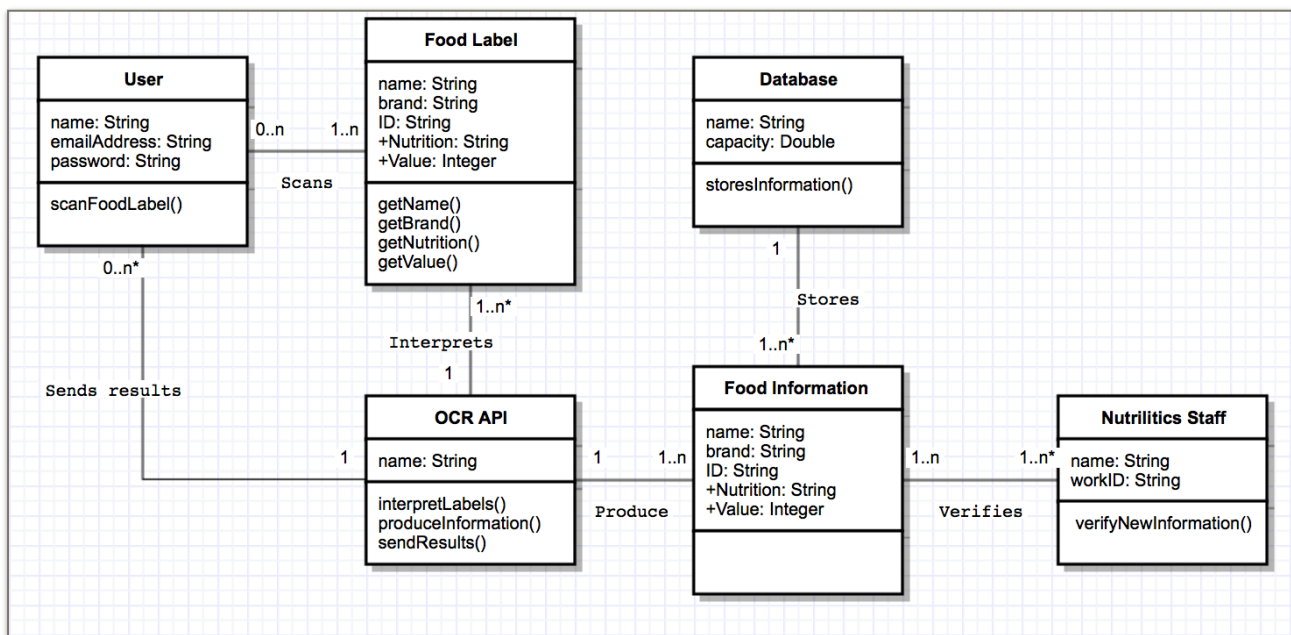 User
name: String
emailAddress: String
password: String
scanFoodLabel()
0..n
1..n
Scans
Food Label
name: String
brand: String
ID: String
+Nutrition: String
+Value: Integer
getName()
getBrand()
getNutrition()
getValue()
Database
name: String
capacity: Double
storesInformation()
0..n*
Sends results
1
1..n*
Interprets
1
1
Stores
1..n*
OCR API
name: String
interpretLabels()
produceInformation()
sendResults()
1
1..n
Produce
Food Information
name: String
brand: String
ID: String
+Nutrition: String
+Value: Integer
1..n
1..n*
Verifies
Nutrilitics Staff
name: String
workID: String
verifyNewInformation()